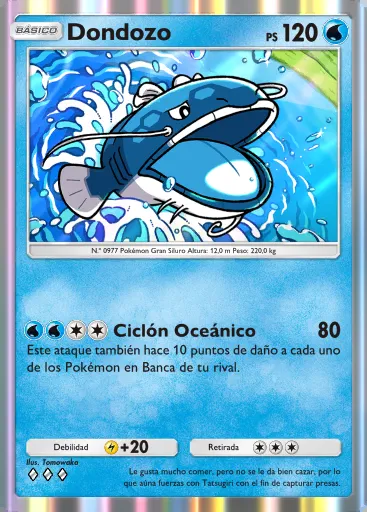 BÁSICO Dondozo PS 120
N.º 0977 Pokémon Gran Siluro Altura: 12,0 m Peso: 220,0 kg
Ciclón Oceánico 80
Este ataque también hace 10 puntos de daño a cada uno
de los Pokémon en Banca de tu rival.
Debilidad +20 Retirada
Ilus. Tomowaka
Le gusta mucho comer, pero no se le da bien cazar, por lo
que aúna fuerzas con Tatsugiri con el fin de capturar presas.